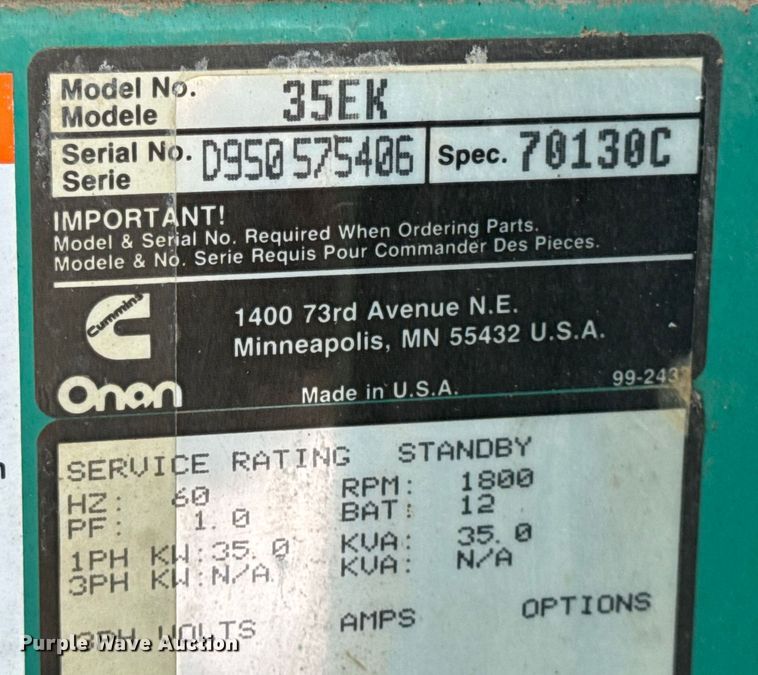 Model No.
Modele
35EK
Serial No.
Serie
D950575406
Spec. 70130C
IMPORTANT!
Model & Serial No. Required When Ordering Parts.
Modele & No. Serie Requis Pour Commander Des Pieces.
Cummins
Onan
1400 73rd Avenue N.E.
Minneapolis, MN 55432 U.S.A.
Made in U.S.A.
99-243
SERVICE RATING STANDBY
HZ: 60 RPM: 1800
PF: 1.0 BAT: 12
1PH KW: 35.0 KVA: 35.0
3PH KW: N/A KVA: N/A
VOLTS AMPS OPTIONS
Purple Wave Auction